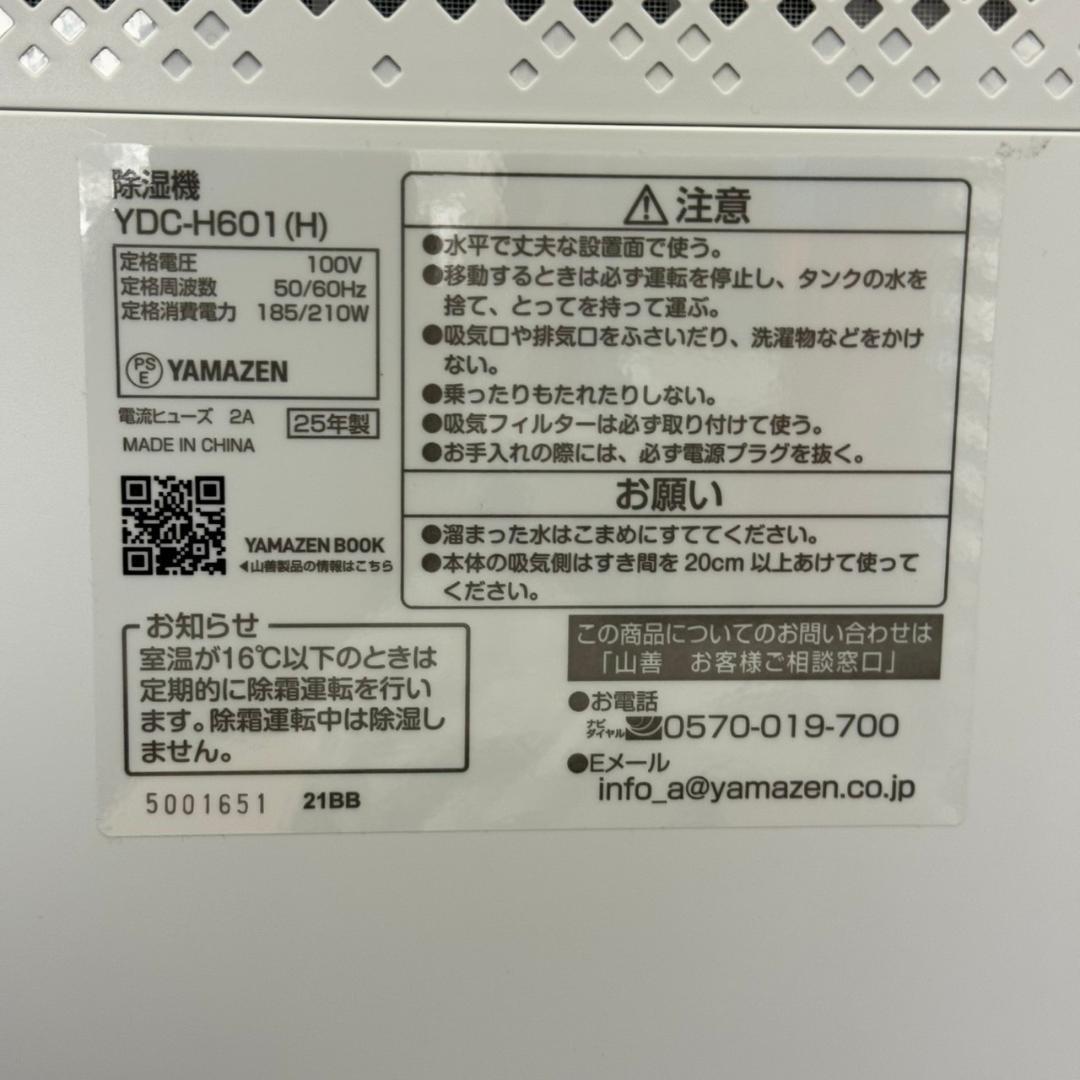 除湿機
YDC-H601(H)
定格電圧 100V
定格周波数 50/60Hz
定格消費電力 185/210W
PS
E
YAMAZEN
電流ヒューズ 2A
25年製
MADE IN CHINA
YAMAZEN BOOK
◀山善製品の情報はこちら
お知らせ
室温が16℃以下のときは
定期的に除霜運転を行い
ます。除霜運転中は除湿し
ません。
5001651 21BB
⚠注意
●水平で丈夫な設置面で使う。
●移動するときは必ず運転を停止し、タンクの水を
捨て、とってを持って運ぶ。
●吸気口や排気口をふさいだり、洗濯物などをかけ
ない。
●乗ったりもたれたりしない。
●吸気フィルターは必ず取り付けて使う。
●お手入れの際には、必ず電源プラグを抜く。
お願い
●溜まった水はこまめにすててください。
●本体の吸気側はすき間を20cm以上あけて使って
ください。
この商品についてのお問い合わせは
「山善 お客様ご相談窓口」
●お電話
ナビ
ダイヤル
0570-019-700
●Eメール
info_a@yamazen.co.jp